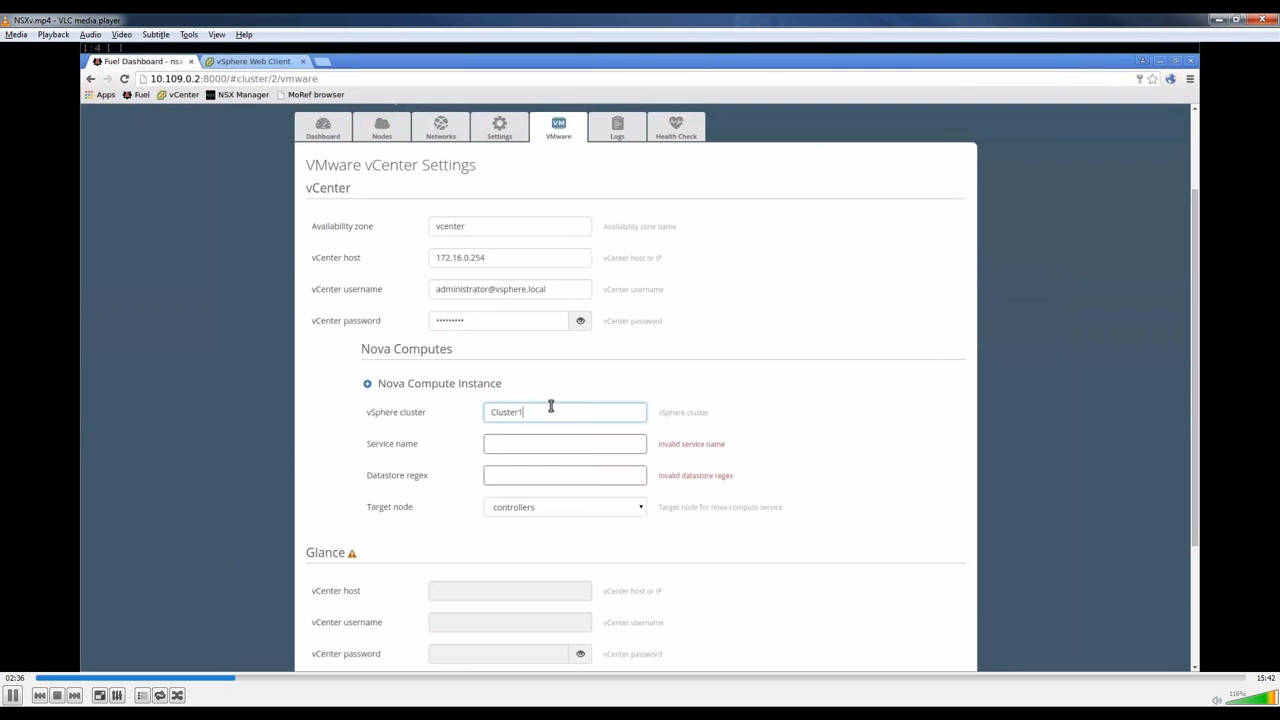 NSXv.mp4 - VLC media player
Media Playback Audio Video Subtitle Tools View Help
1:4 [ ]
Fuel Dashboard - nsx × vSphere Web Client ×
10.109.0.2:8000/#cluster/2/vmware
Apps Fuel vCenter NSX Manager MoRef browser
Dashboard Nodes Networks Settings VM VMware Logs Health Check
VMware vCenter Settings
vCenter
Availability zone vcenter Availability zone name
vCenter host 172.16.0.254 vCenter host or IP
vCenter username administrator@vsphere.local vCenter username
vCenter password ••••••••• vCenter password
Nova Computes
Nova Compute Instance
vSphere cluster Cluster1 vSphere cluster
Service name Invalid service name
Datastore regex Invalid datastore regex
Target node controllers Target node for nova-compute service
Glance
vCenter host vCenter host or IP
vCenter username vCenter username
vCenter password vCenter password
02:36 15:42
116%